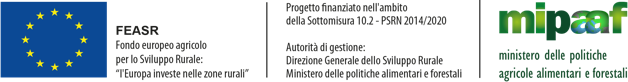 FEASR
Fondo europeo agricolo
per lo Sviluppo Rurale:
“l’Europa investe nelle zone rurali”
Progetto finanziato nell'ambito
della Sottomisura 10.2 - PSRN 2014/2020
Autorità di gestione:
Direzione Generale dello Sviluppo Rurale
Ministero delle politiche alimentari e forestali
mipaaf
ministero delle politiche
agricole alimentari e forestali